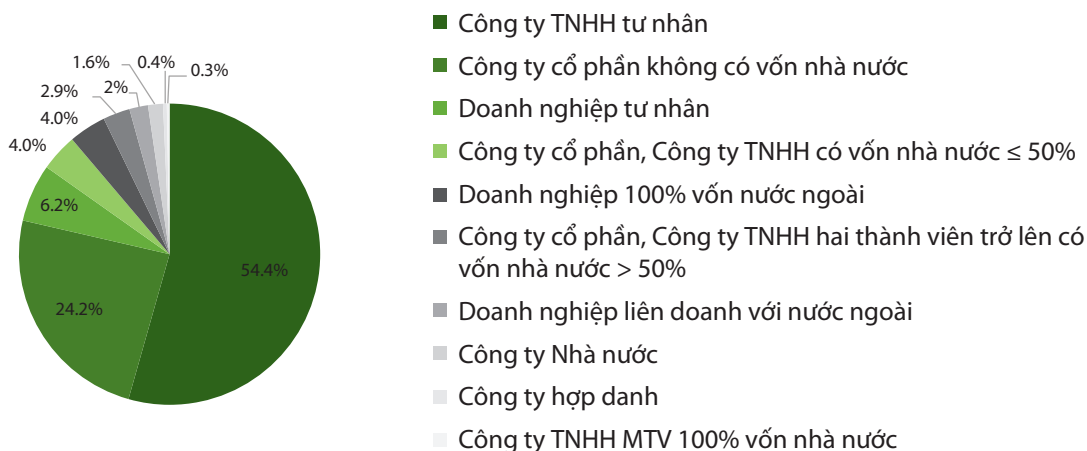 1.6%
0.4%
0.3%
2.9%
2%
4.0%
4.0%
6.2%
54.4%
24.2%
Công ty TNHH tư nhân
Công ty cổ phần không có vốn nhà nước
Doanh nghiệp tư nhân
Công ty cổ phần, Công ty TNHH có vốn nhà nước ≤ 50%
Doanh nghiệp 100% vốn nước ngoài
Công ty cổ phần, Công ty TNHH hai thành viên trở lên có
vốn nhà nước > 50%
Doanh nghiệp liên doanh với nước ngoài
Công ty Nhà nước
Công ty hợp danh
Công ty TNHH MTV 100% vốn nhà nước